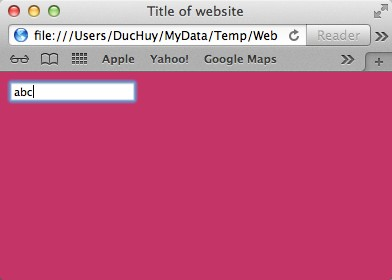 Title of website
file:///Users/DucHuy/MyData/Temp/Web
Reader
Apple Yahoo! Google Maps
abc